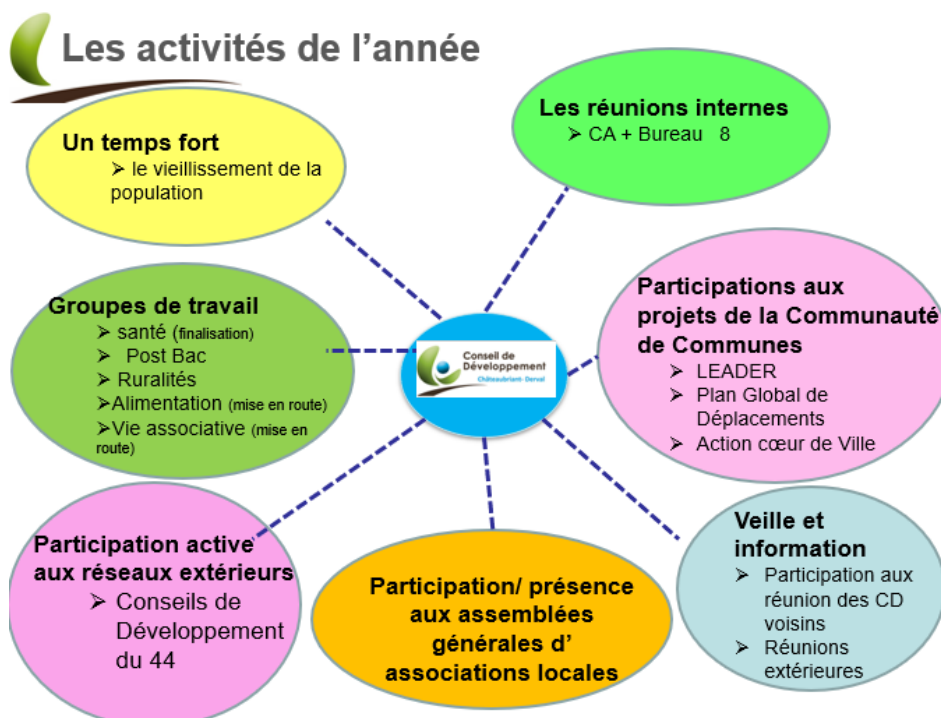 Les activités de l'année
Un temps fort
➢ le vieillissement de la
population
Les réunions internes
➢ CA + Bureau 8
Groupes de travail
➢ santé (finalisation)
➢ Post Bac
➢ Ruralités
➢Alimentation (mise en route)
➢Vie associative (mise en
route)
Conseil de
Développement
Châteaubriant - Derval
Participations aux
projets de la Communauté
de Communes
➢ LEADER
➢ Plan Global de
Déplacements
➢ Action cœur de Ville
Participation active
aux réseaux extérieurs
➢ Conseils de
Développement
du 44
Participation/ présence
aux assemblées
générales d'
associations locales
Veille et
information
➢ Participation aux
réunion des CD
voisins
➢ Réunions
extérieures